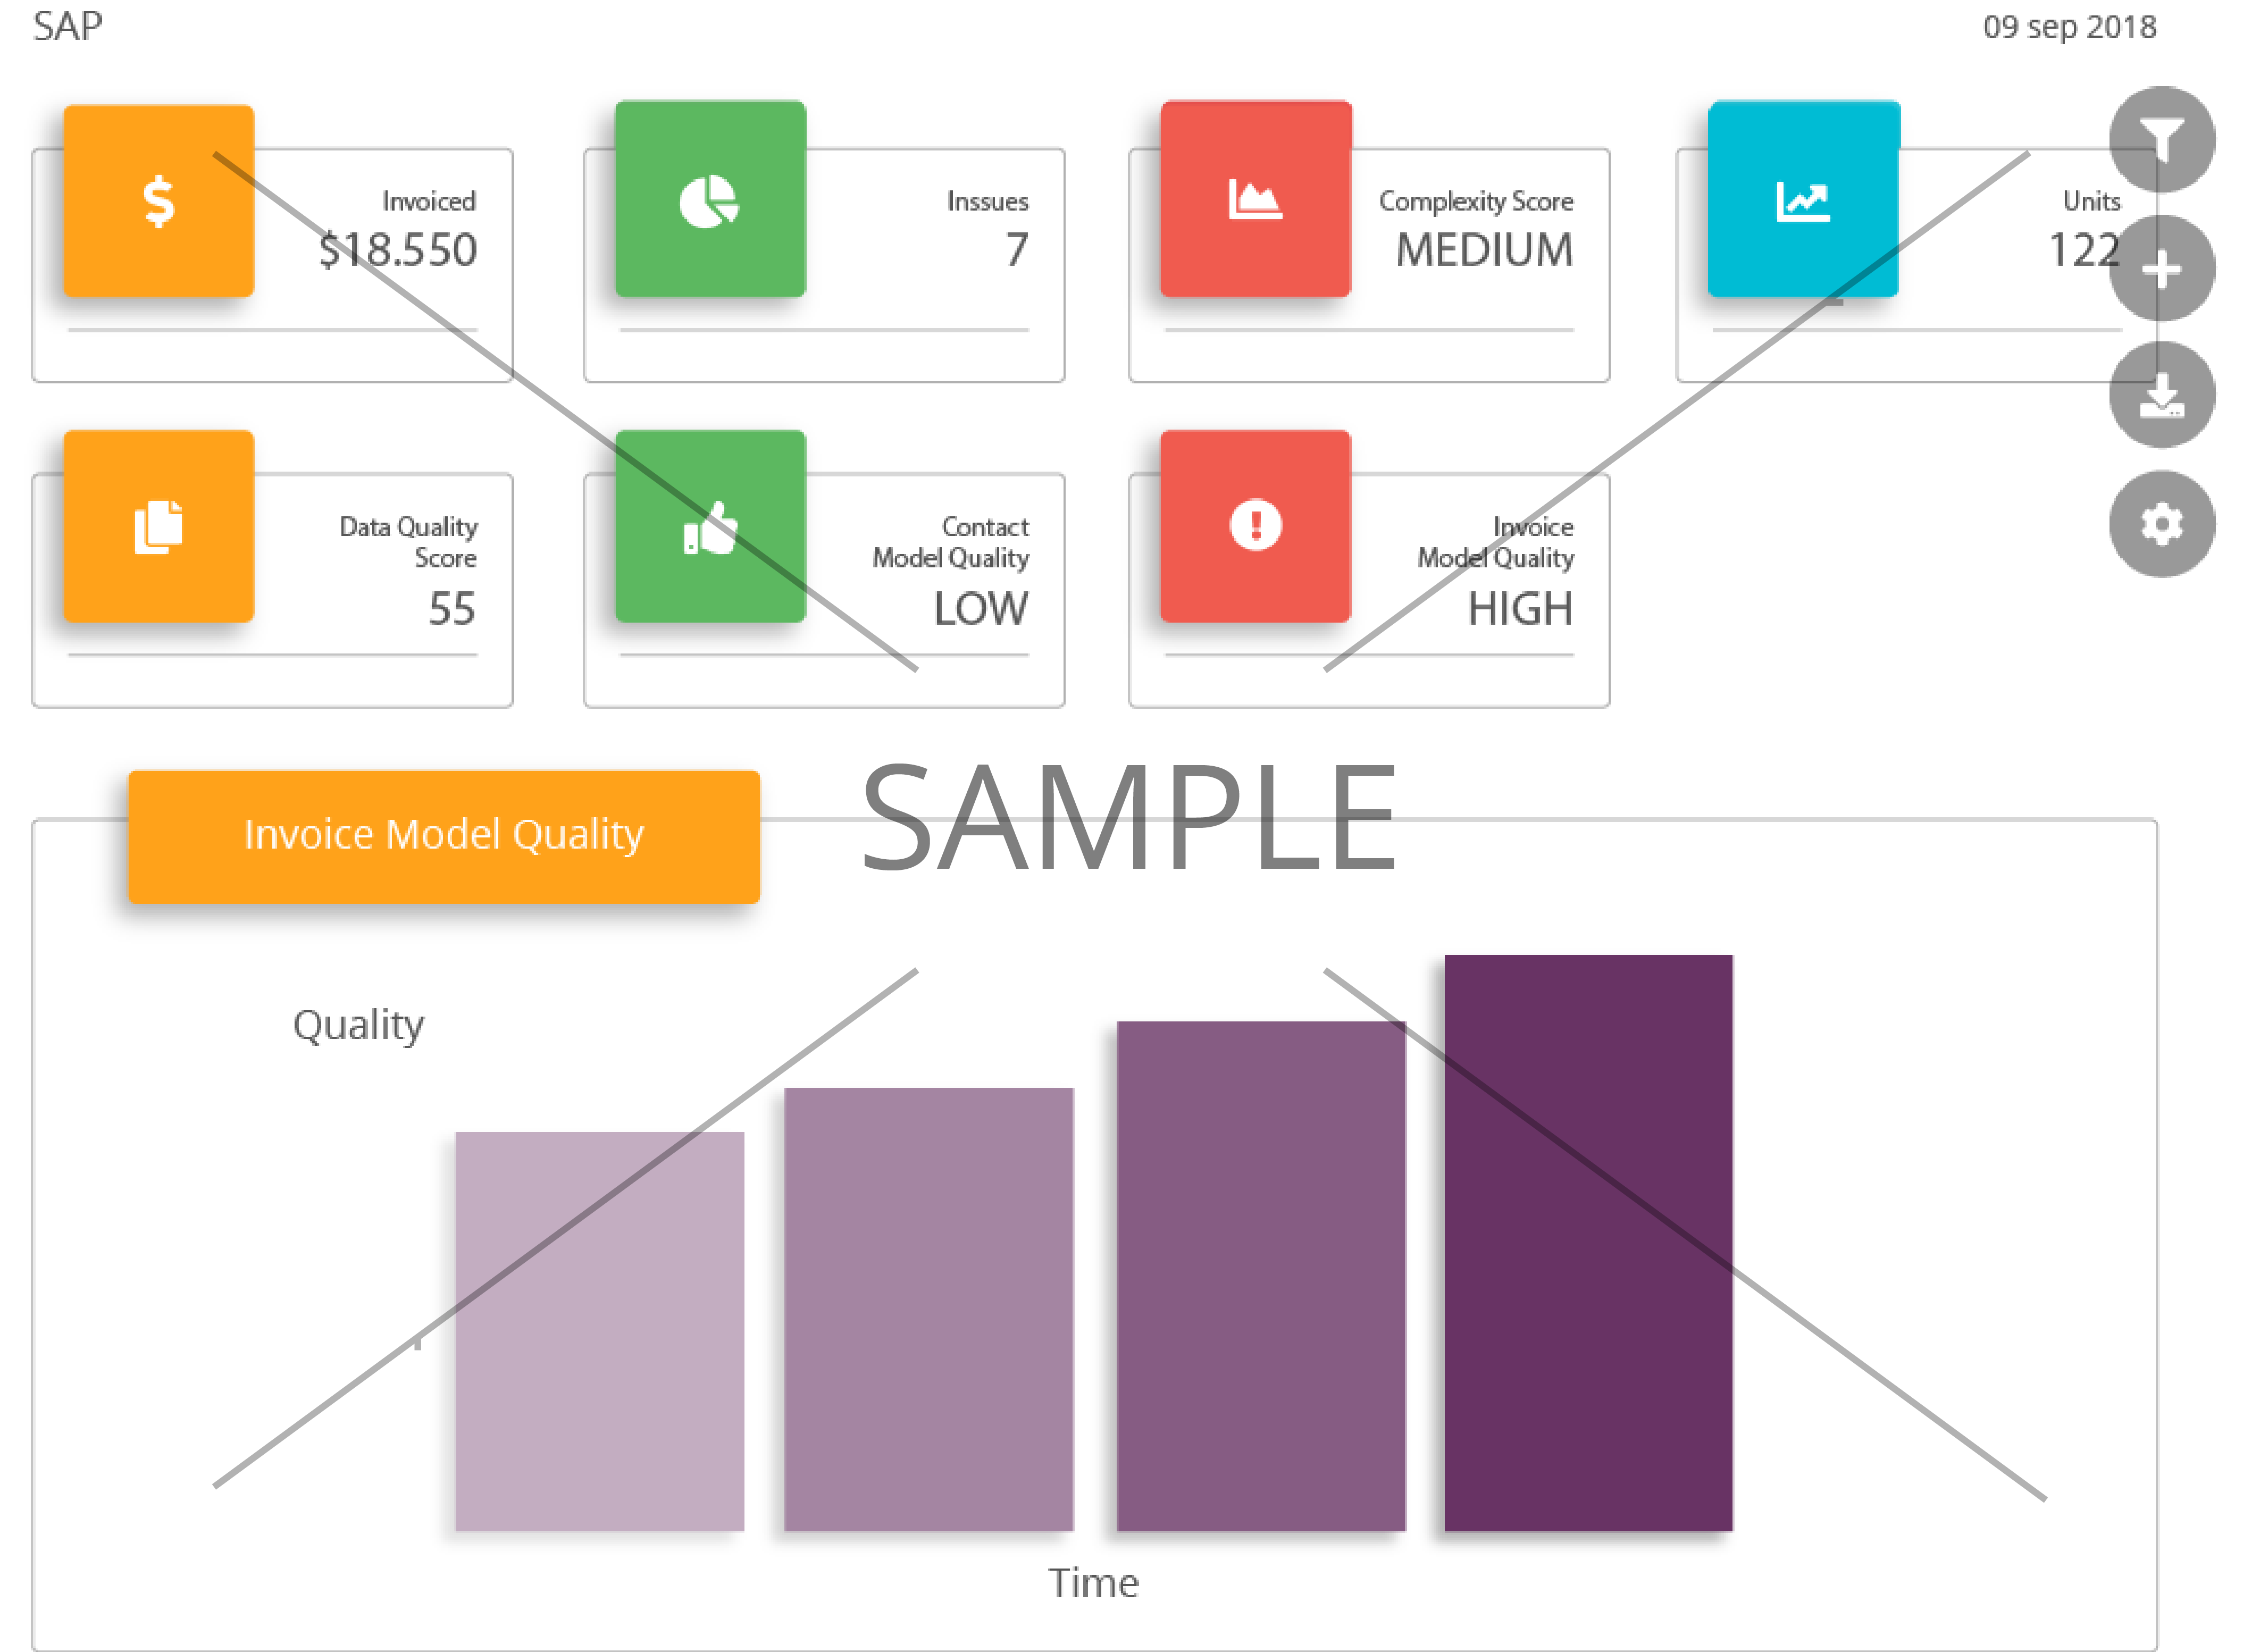 SAP
09 sep 2018
Invoiced
$18.550
Inssues
7
Complexity Score
MEDIUM
Units
122
Data Quality
Score
55
Contact
Model Quality
LOW
Invoice
Model Quality
HIGH
SAMPLE
Invoice Model Quality
Quality
Time